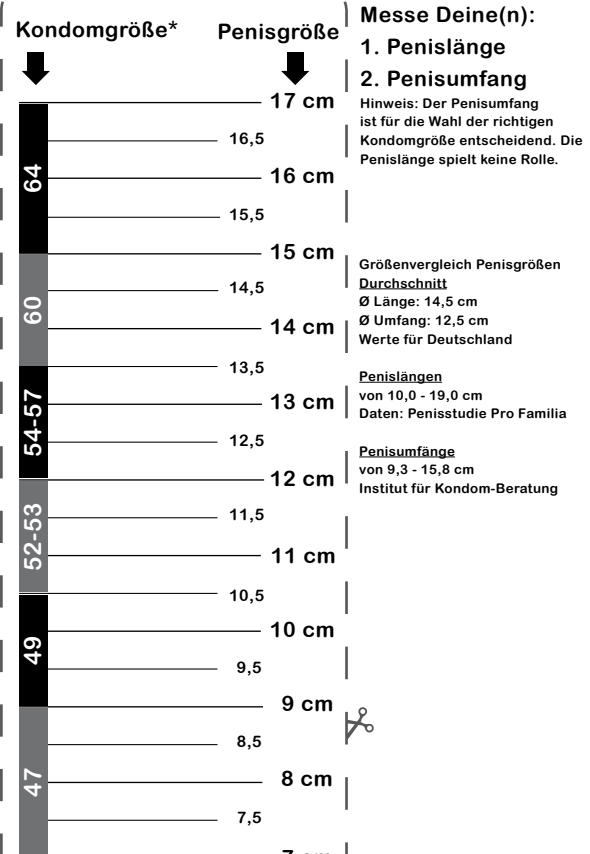 Kondomgröße*
Penisgröße
17 cm
16,5
16 cm
15,5
15 cm
14,5
14 cm
13,5
13 cm
12,5
12 cm
11,5
11 cm
10,5
10 cm
9,5
9 cm
8,5
8 cm
7,5
7 cm
64
60
54-57
52-53
49
47
Messe Deine(n):
1. Penislänge
2. Penisumfang
Hinweis: Der Penisumfang
ist für die Wahl der richtigen
Kondomgröße entscheidend. Die
Penislänge spielt keine Rolle.
Größenvergleich Penisgrößen
Durchschnitt
Ø Länge: 14,5 cm
Ø Umfang: 12,5 cm
Werte für Deutschland
Penislängen
von 10,0 - 19,0 cm
Daten: Penisstudie Pro Familia
Penisumfänge
von 9,3 - 15,8 cm
Institut für Kondom-Beratung